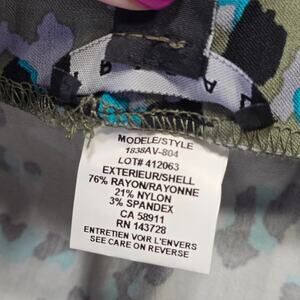 MODELE/STYLE
1838AV-804
LOT# 412063
EXTERIEUR/SHELL
76% RAYON/RAYONNE
21% NYLON
3% SPANDEX
CA 58911
RN 143728
ENTRETIEN VOIR L'ENVERS
SEE CARE ON REVERSE